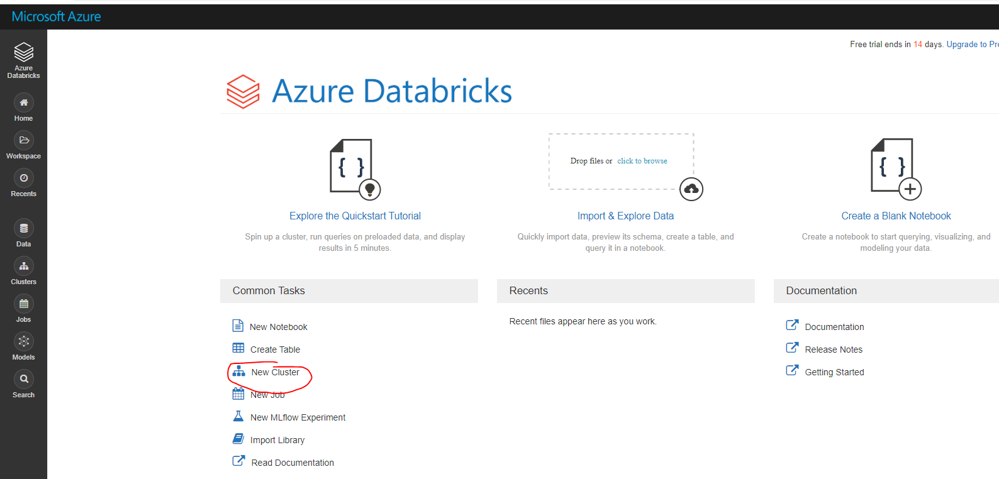 Microsoft Azure
Free trial ends in 14 days. Upgrade to Pre
Azure
Databricks
Home
Workspace
Recents
Data
Clusters
Jobs
Models
Search
Azure Databricks
{ }
Drop files or click to browse
{ }
Explore the Quickstart Tutorial
Spin up a cluster, run queries on preloaded data, and display
results in 5 minutes.
Import & Explore Data
Quickly import data, preview its schema, create a table, and
query it in a notebook.
Create a Blank Notebook
Create a notebook to start querying, visualizing, and
modeling your data.
Common Tasks
New Notebook
Create Table
New Cluster
New Job
New MLflow Experiment
Import Library
Read Documentation
Recents
Recent files appear here as you work.
Documentation
Documentation
Release Notes
Getting Started